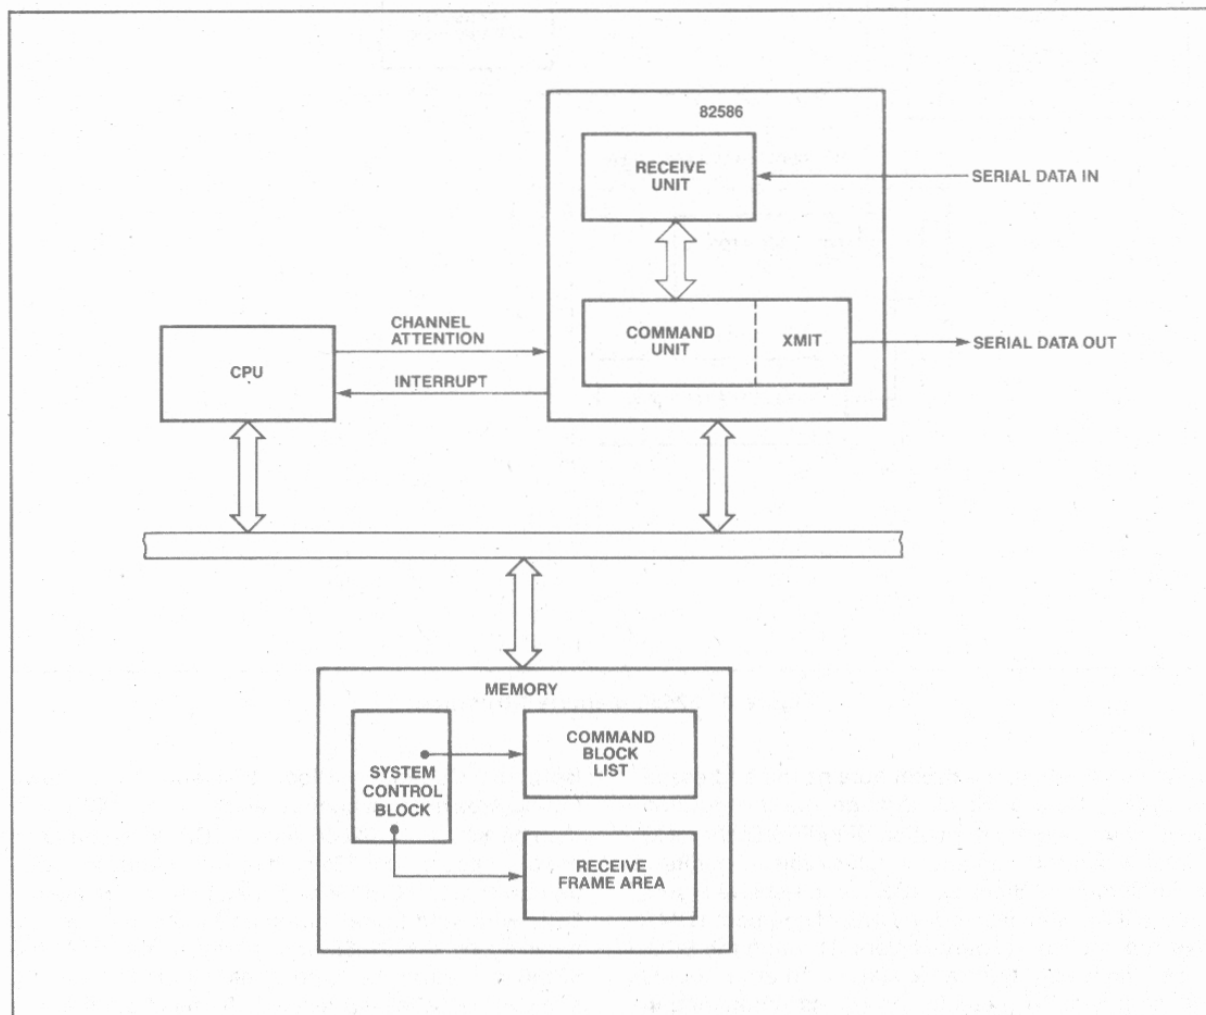 82586
RECEIVE
UNIT
SERIAL DATA IN
CHANNEL
ATTENTION
COMMAND
UNIT
XMIT
SERIAL DATA OUT
CPU
INTERRUPT
MEMORY
SYSTEM
CONTROL
BLOCK
COMMAND
BLOCK
LIST
RECEIVE
FRAME AREA